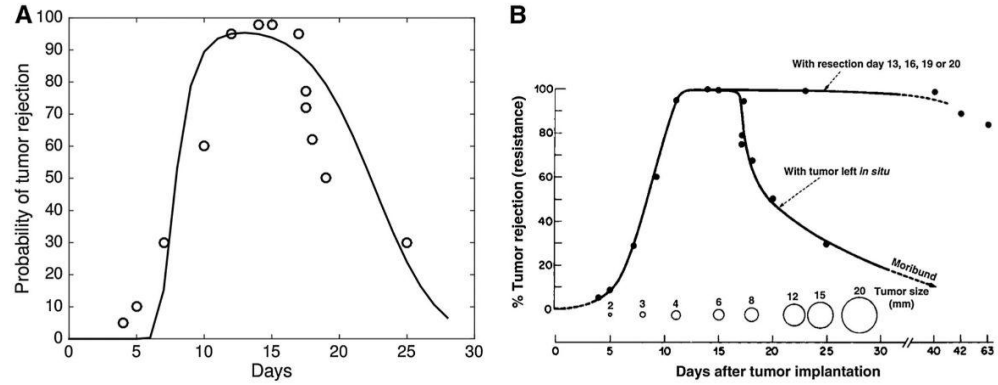 A
Probability of tumor rejection
100
90
80
70
60
50
40
30
20
10
0
0 5 10 15 20 25 30
Days
B
% Tumor rejection (resistance)
100
80
60
40
20
0
With resection day 13, 16, 19 or 20
With tumor left in situ
Moribund
Tumor size
(mm)
2 3 4 6 8 12 15 20
0 5 10 15 20 25 30 40 42 63
Days after tumor implantation